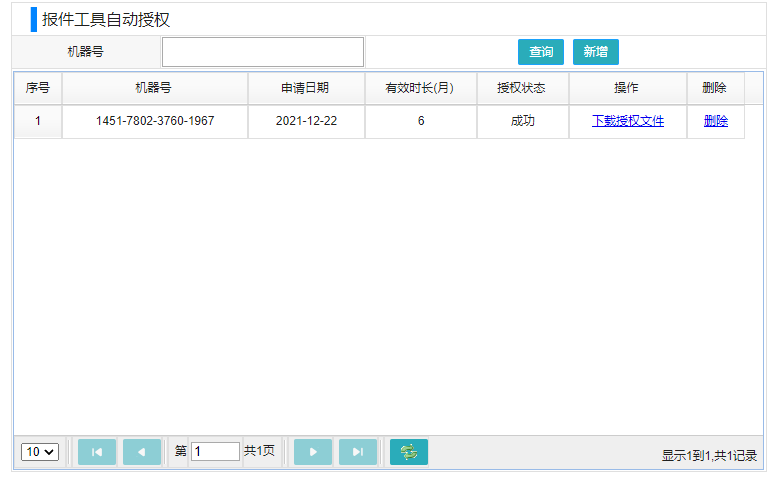 报件工具自动授权
机器号 查询 新增
序号 机器号 申请日期 有效时长(月) 授权状态 操作 删除
1 1451-7802-3760-1967 2021-12-22 6 成功 下载授权文件 删除
10 第 1 共1页 显示1到1,共1记录